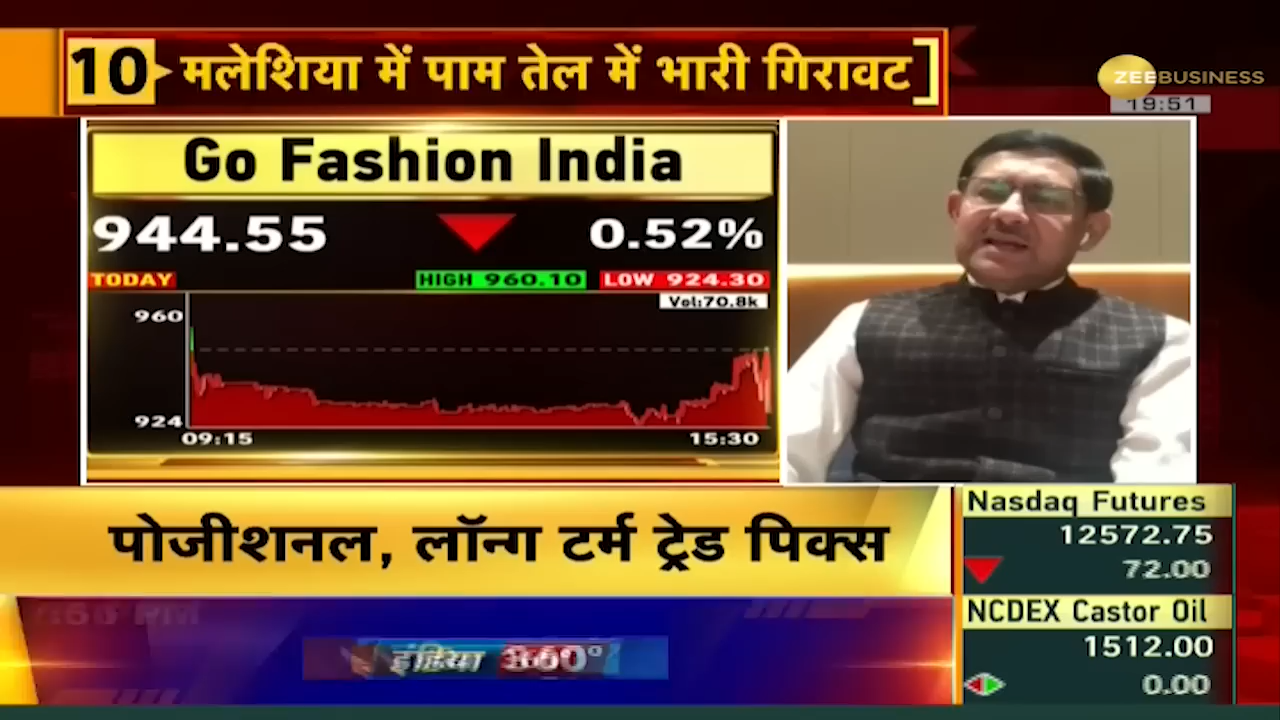 10 मलेशिया में पाम तेल में भारी गिरावट
ZEEBUSINESS
19:51
Go Fashion India
944.55 0.52%
TODAY HIGH 960.10 LOW 924.30
Vol:70.8k
960
924
09:15 15:30
पोजीशनल, लॉन्ग टर्म ट्रेड पिक्स
Nasdaq Futures
12572.75
72.00
NCDEX Castor Oil
1512.00
0.00
इंडिया 360°